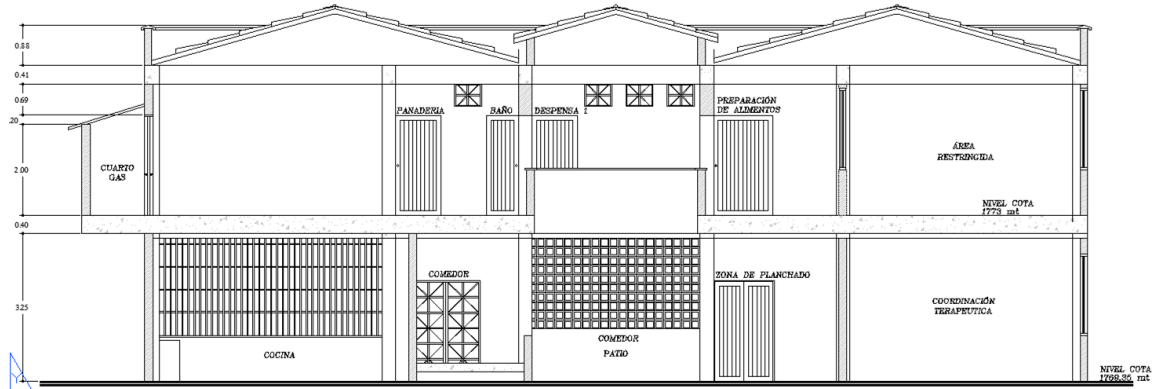 0.88
0.41
0.69
.20
2.00
0.40
3.25
PANADERIA
BAÑO
DESPENSA 1
PREPARACIÓN
DE ALIMENTOS
CUARTO
GAS
ÁREA
RESTRINGIDA
NIVEL COTA
1773 mt
COMEDOR
ZONA DE PLANCHADO
COORDINACIÓN
TERAPEUTICA
COCINA
COMEDOR
PATIO
NIVEL COTA
1769.35 mt